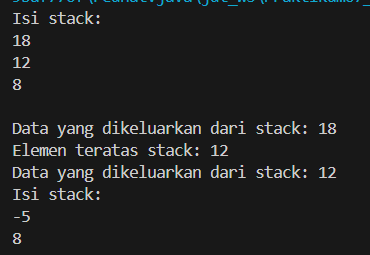 Isi stack:
18
12
8
Data yang dikeluarkan dari stack: 18
Elemen teratas stack: 12
Data yang dikeluarkan dari stack: 12
Isi stack:
-5
8